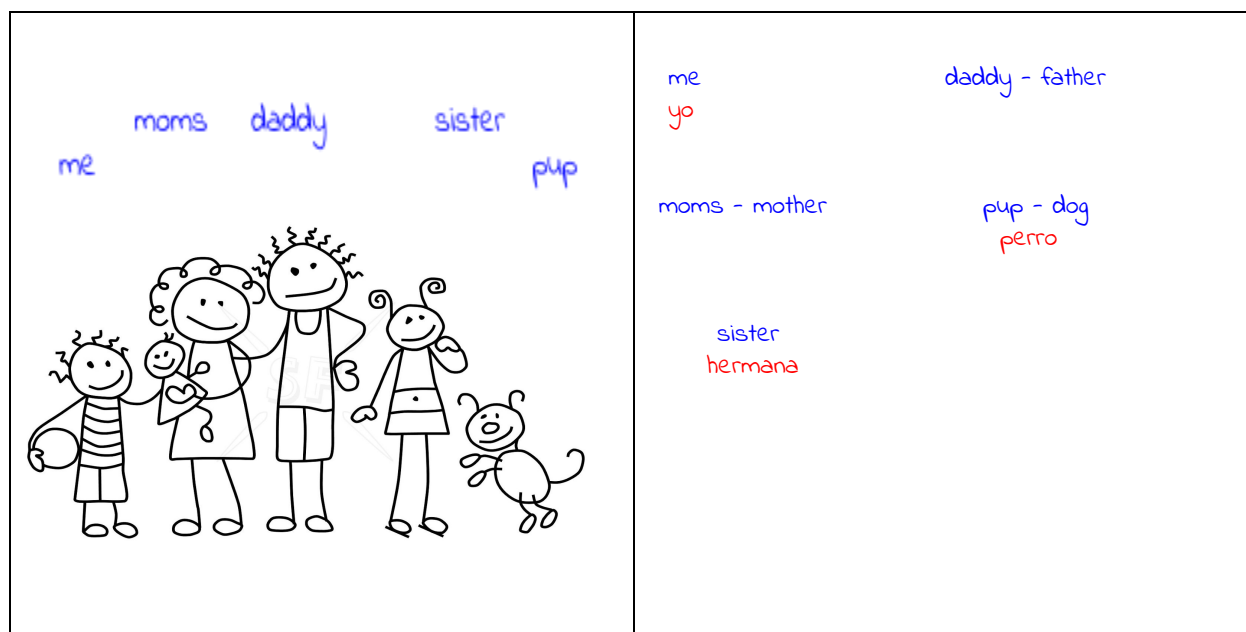 moms daddy sister
me pup
me daddy - father
yo
moms - mother pup - dog
perro
sister
hermana